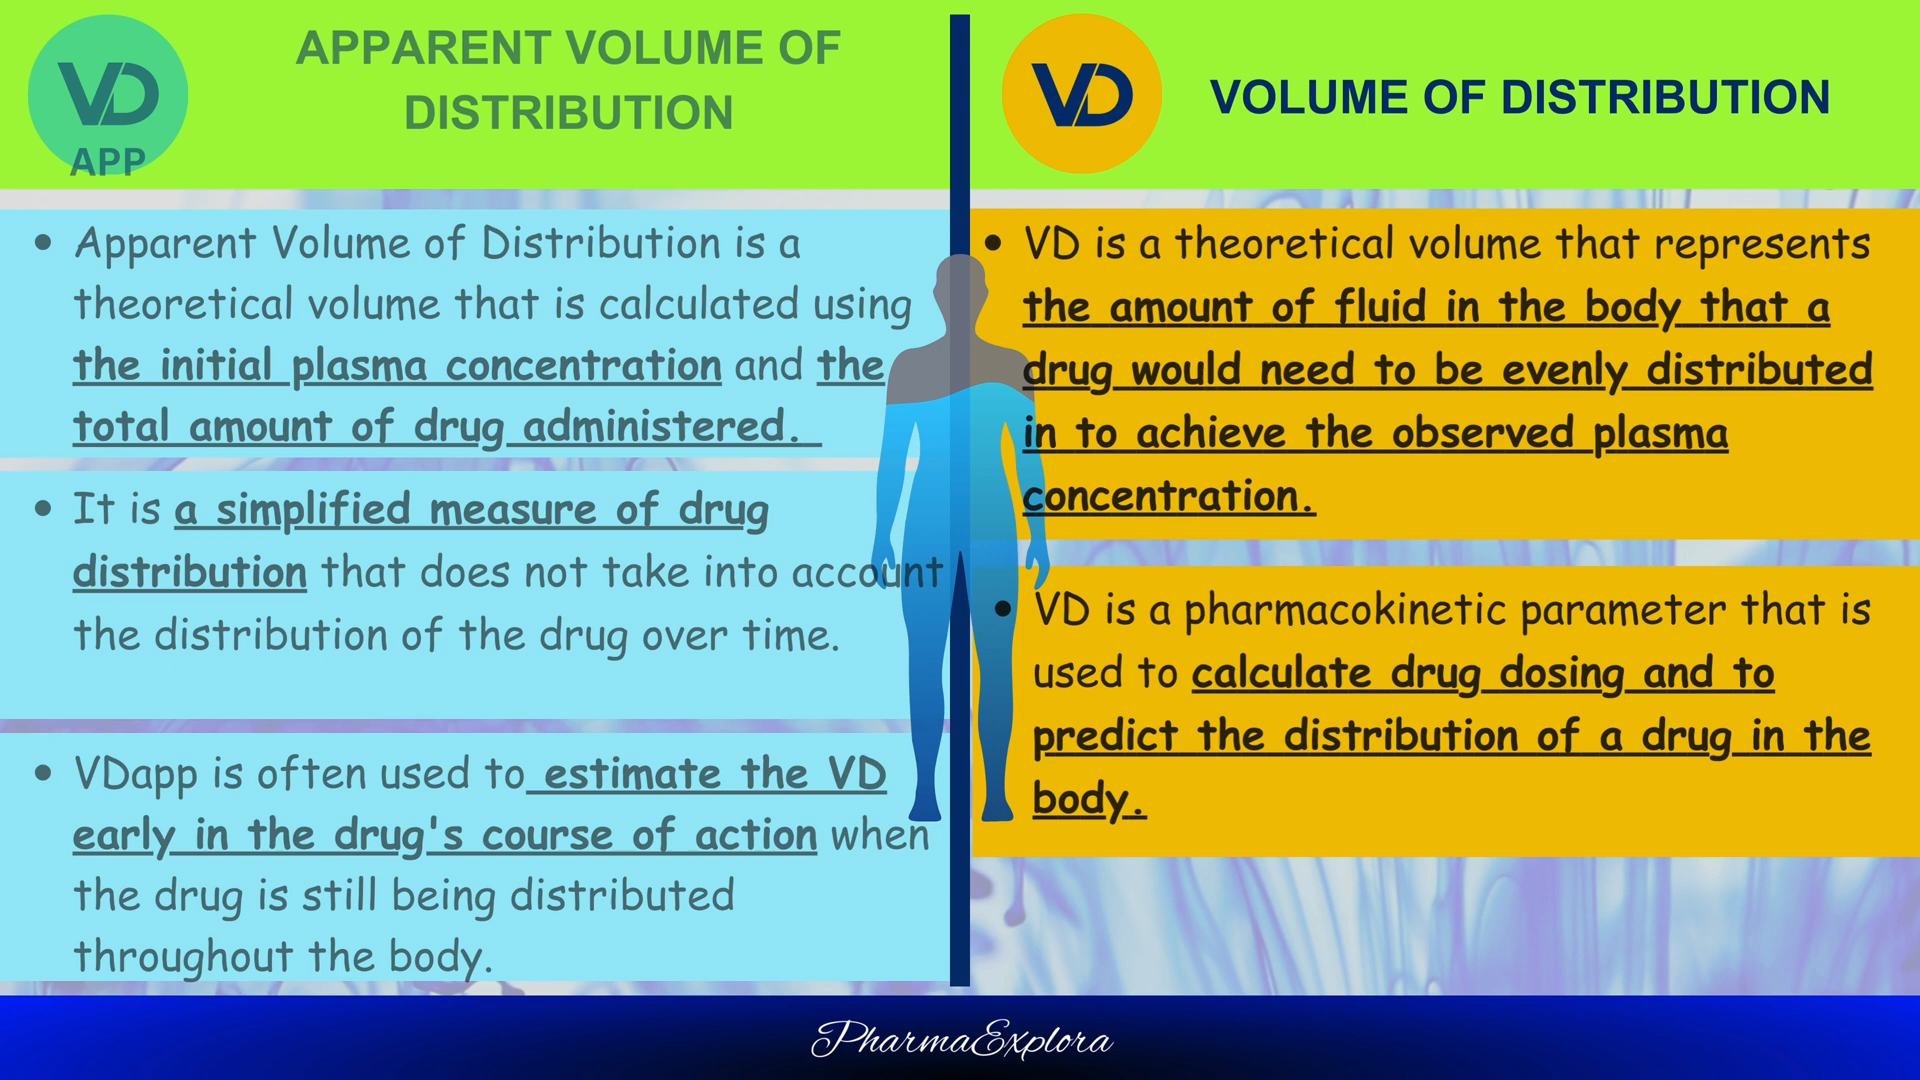 VD
APP
APPARENT VOLUME OF
DISTRIBUTION
• Apparent Volume of Distribution is a
theoretical volume that is calculated using
the initial plasma concentration and the
total amount of drug administered.
• It is a simplified measure of drug
distribution that does not take into account
the distribution of the drug over time.
• VDapp is often used to estimate the VD
early in the drug's course of action when
the drug is still being distributed
throughout the body.
VD
VOLUME OF DISTRIBUTION
• VD is a theoretical volume that represents
the amount of fluid in the body that a
drug would need to be evenly distributed
in to achieve the observed plasma
concentration.
• VD is a pharmacokinetic parameter that is
used to calculate drug dosing and to
predict the distribution of a drug in the
body.
PharmaExplora